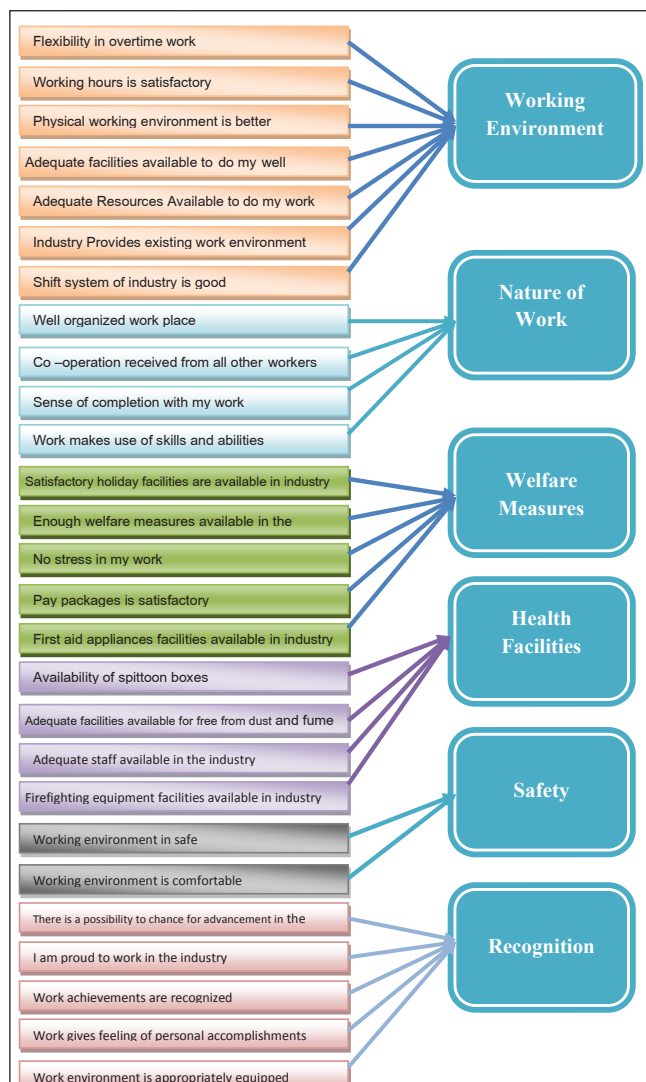 Flexibility in overtime work
Working hours is satisfactory
Physical working environment is better
Adequate facilities available to do my well
Adequate Resources Available to do my work
Industry Provides existing work environment
Shift system of industry is good
Working
Environment
Well organized work place
Co –operation received from all other workers
Sense of completion with my work
Work makes use of skills and abilities
Nature of
Work
Satisfactory holiday facilities are available in industry
Enough welfare measures available in the
No stress in my work
Pay packages is satisfactory
First aid appliances facilities available in industry
Welfare
Measures
Availability of spittoon boxes
Adequate facilities available for free from dust and fume
Adequate staff available in the industry
Firefighting equipment facilities available in industry
Health
Facilities
Working environment in safe
Working environment is comfortable
Safety
There is a possibility to chance for advancement in the
I am proud to work in the industry
Work achievements are recognized
Work gives feeling of personal accomplishments
Work environment is appropriately equipped
Recognition